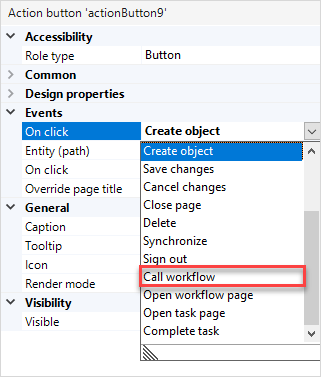 Action button 'actionButton9'
Accessibility
Role type Button
Common
Design properties
Events
On click Create object
Entity (path) Create object
On click Save changes
Override page title Cancel changes
General Close page
Caption Delete
Tooltip Synchronize
Icon Sign out
Render mode Call workflow
Visibility Open workflow page
Visible Open task page
Complete task